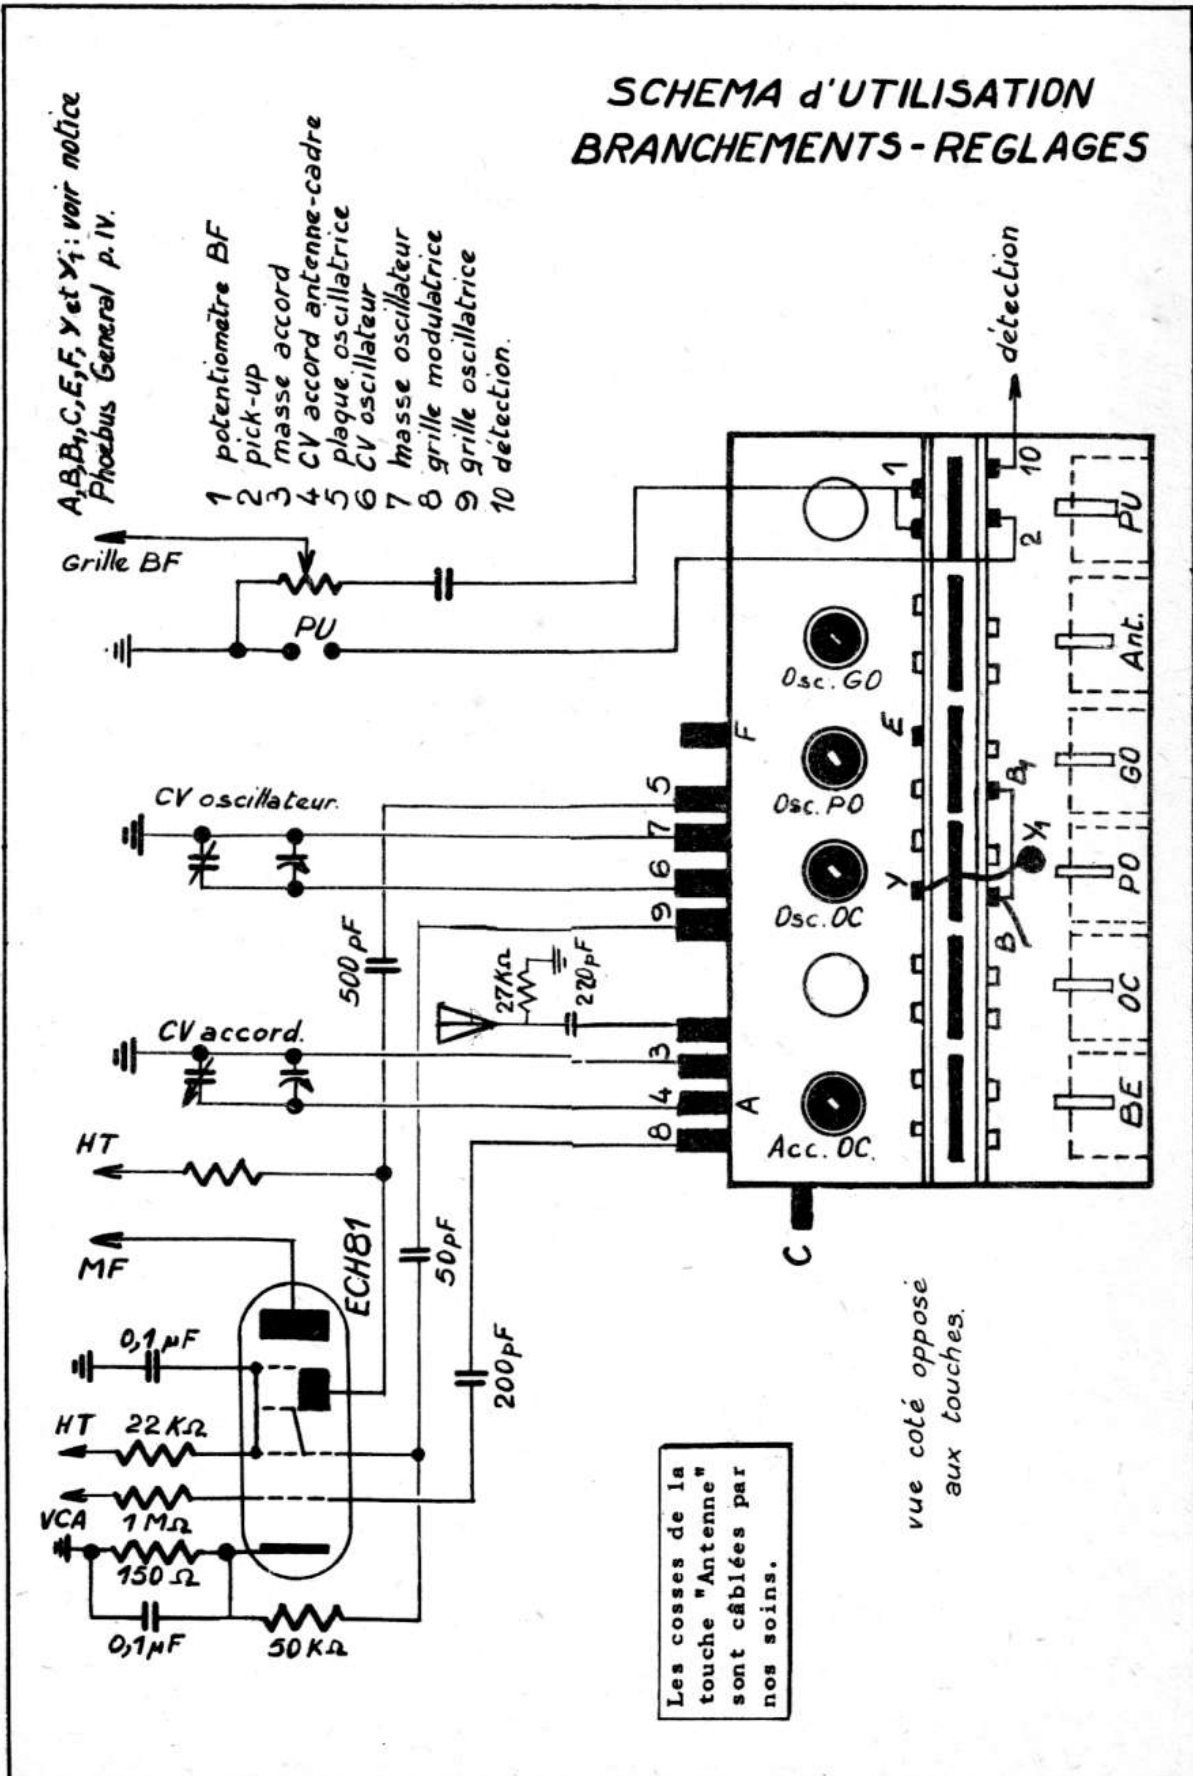 SCHEMA d'UTILISATION
BRANCHEMENTS - REGLAGES
A,B,B1,C,E,F, Y et Y1 : voir notice
Phoebus General p.IV.
1 potentiomètre BF
2 pick-up
3 masse accord
4 CV accord antenne-cadre
5 plaque oscillatrice
6 CV oscillateur
7 masse oscillateur
8 grille modulatrice
9 grille oscillatrice
10 détection.
Grille BF
PU
CV oscillateur.
500pF
27KΩ
220pF
CV accord.
HT
MF
ECH81
50pF
200pF
0,1µF
HT
22KΩ
VCA
1MΩ
150Ω
0,1µF
50KΩ
détection
1
10
2
F
5
7
6
9
3
4
A
8
C
Osc. GO
Osc. PO
Osc. OC
Acc. OC.
E
Y
B1
Y1
B
PU
Ant.
GO
PO
OC
BE
Les cosses de la
touche "Antenne"
sont câblées par
nos soins.
vue coté opposé
aux touches.